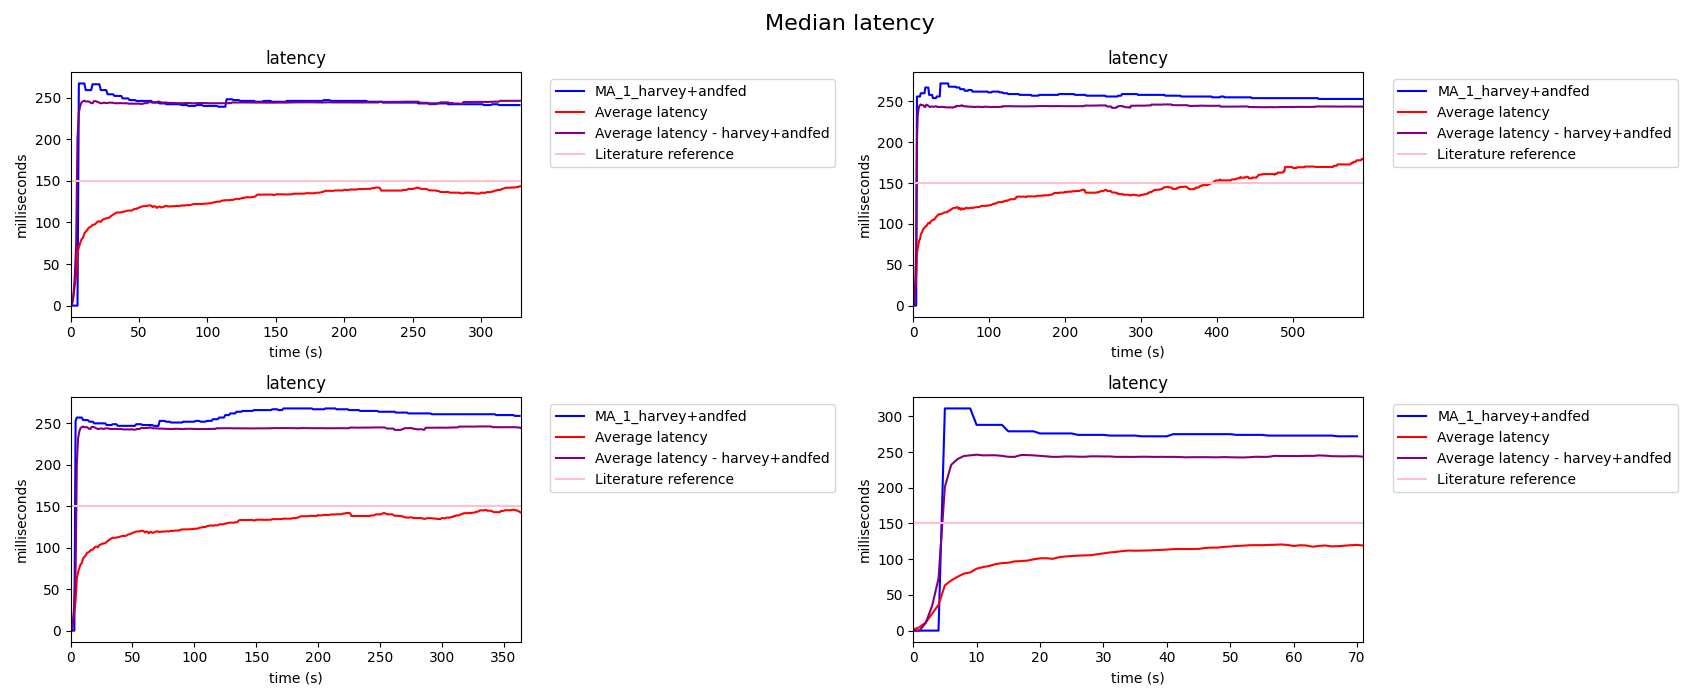 Median latency
latency
milliseconds
250
200
150
100
50
0
0 50 100 150 200 250 300
time (s)
MA_1_harvey+andfed
Average latency
Average latency - harvey+andfed
Literature reference
latency
milliseconds
250
200
150
100
50
0
0 100 200 300 400 500
time (s)
MA_1_harvey+andfed
Average latency
Average latency - harvey+andfed
Literature reference
latency
milliseconds
250
200
150
100
50
0
0 50 100 150 200 250 300 350
time (s)
MA_1_harvey+andfed
Average latency
Average latency - harvey+andfed
Literature reference
latency
milliseconds
300
250
200
150
100
50
0
0 10 20 30 40 50 60 70
time (s)
MA_1_harvey+andfed
Average latency
Average latency - harvey+andfed
Literature reference